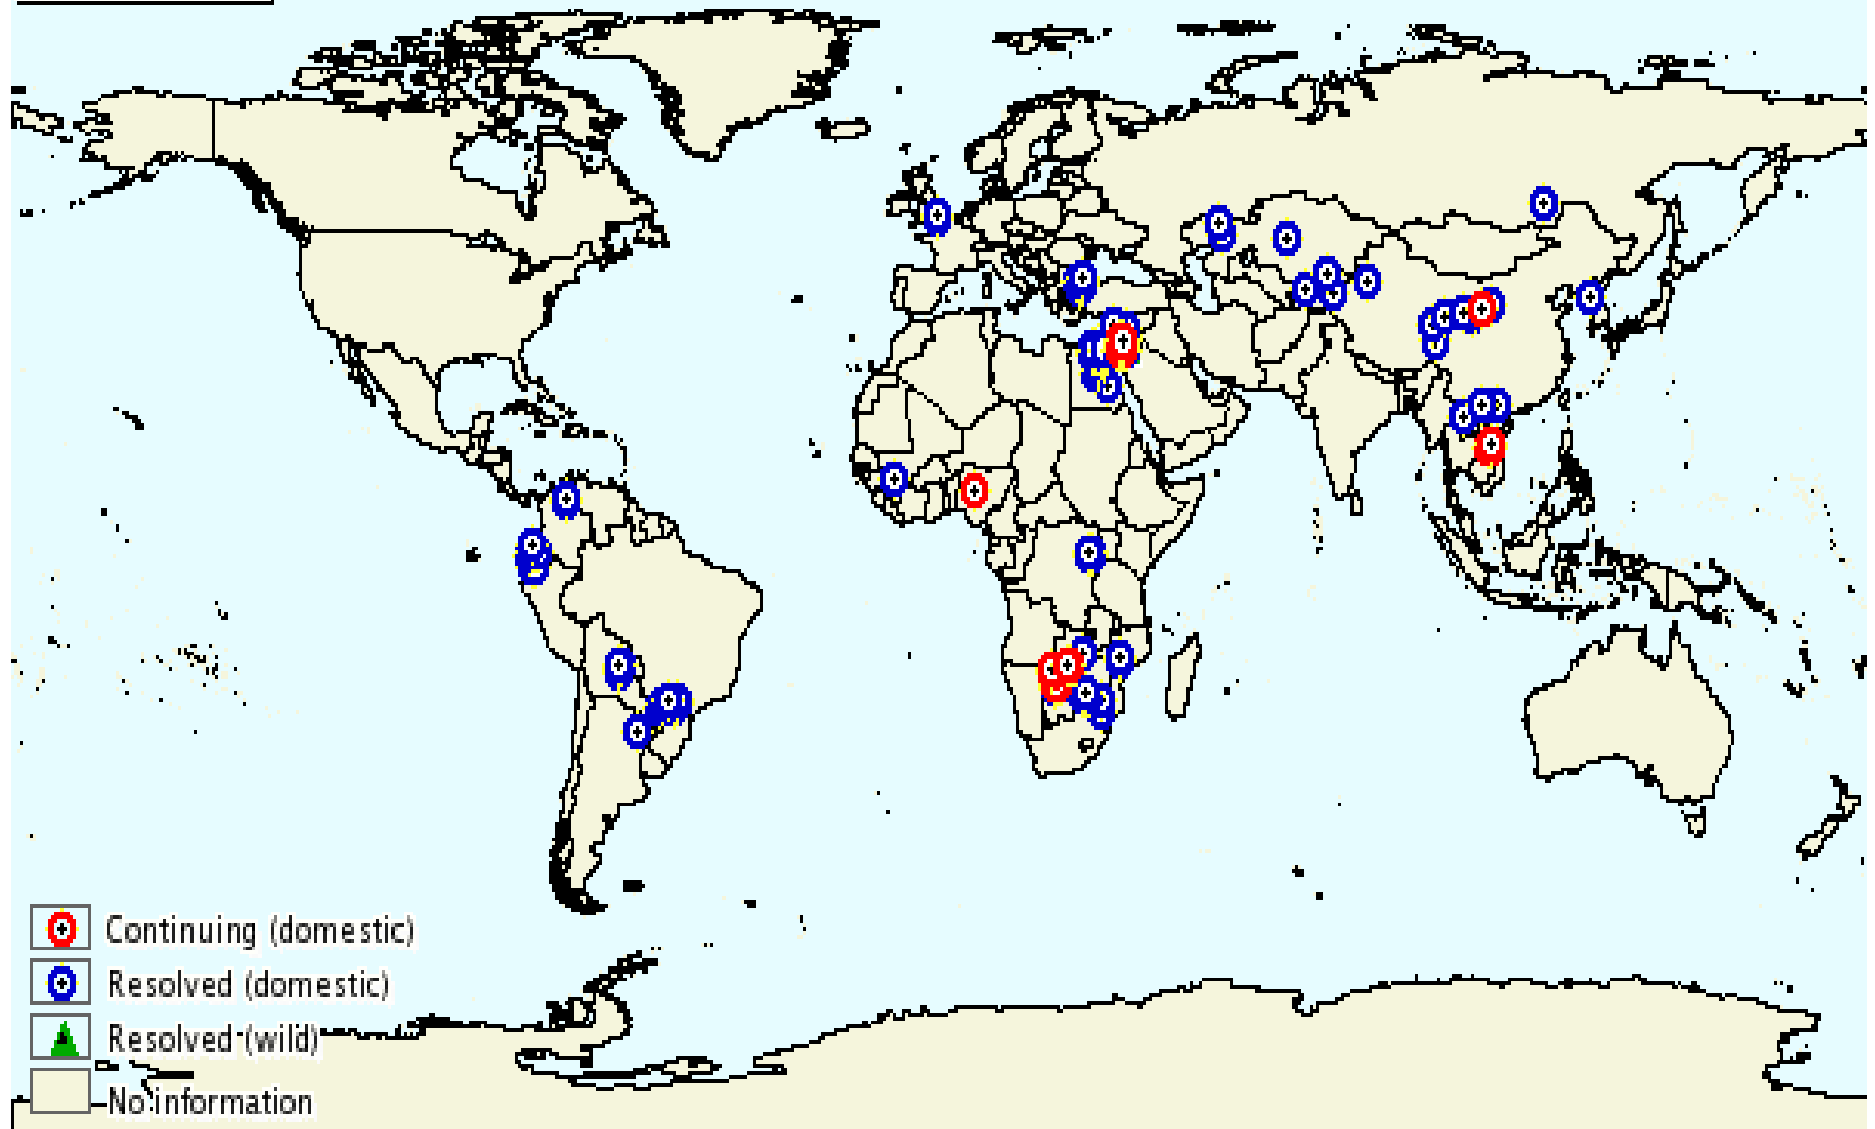 Continuing (domestic)
Resolved (domestic)
Resolved (wild)
No information